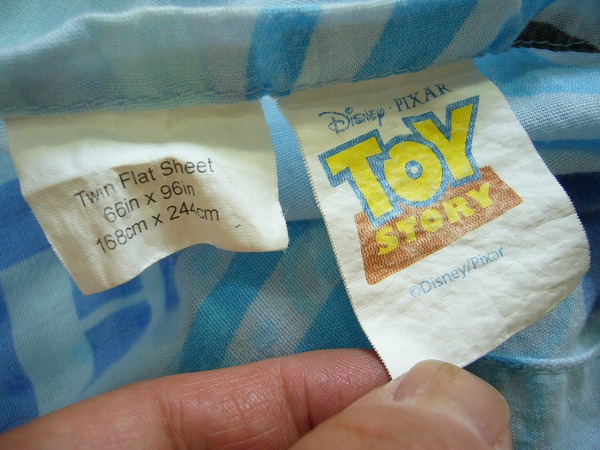 Twin Flat Sheet
66in x 96in
168cm x 244cm
Disney · PIXAR
TOY
STORY
©Disney/Pixar